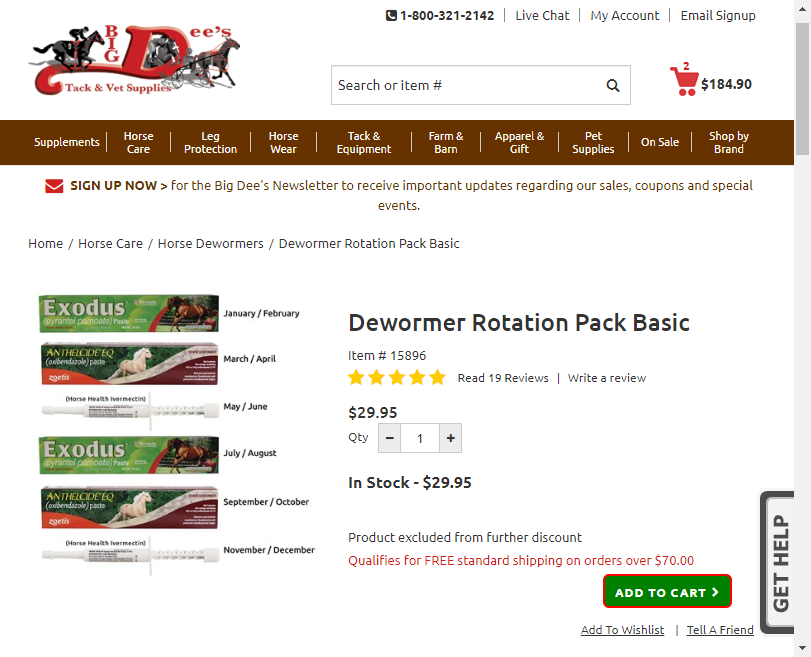 1-800-321-2142 | Live Chat | My Account | Email Signup
BIG Dee's
Tack & Vet Supplies
Search or item #
2
$184.90
Supplements
Horse Care
Leg Protection
Horse Wear
Tack & Equipment
Farm & Barn
Apparel & Gift
Pet Supplies
On Sale
Shop by Brand
SIGN UP NOW > for the Big Dee's Newsletter to receive important updates regarding our sales, coupons and special
events.
Home / Horse Care / Horse Dewormers / Dewormer Rotation Pack Basic
Exodus
(pyrantel pamoate) Paste
January / February
ANTHELCIDE EQ
(oxibendazole) paste
zoetis
March / April
(Horse Health Ivermectin)
May / June
Exodus
(pyrantel pamoate) Paste
July / August
ANTHELCIDE EQ
(oxibendazole) paste
zoetis
September / October
(Horse Health Ivermectin)
November / December
Dewormer Rotation Pack Basic
Item # 15896
Read 19 Reviews | Write a review
$29.95
Qty - 1 +
In Stock - $29.95
Product excluded from further discount
Qualifies for FREE standard shipping on orders over $70.00
ADD TO CART >
Add To Wishlist | Tell A Friend
GET HELP